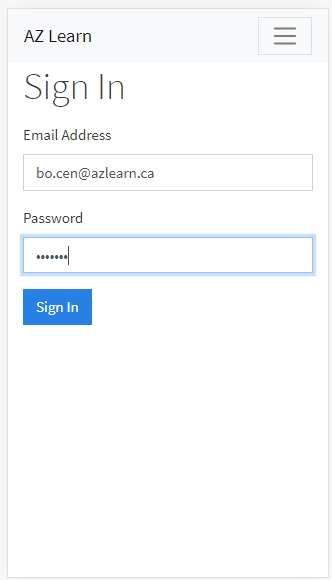 AZ Learn
Sign In
Email Address
bo.cen@azlearn.ca
Password
•••••••
Sign In